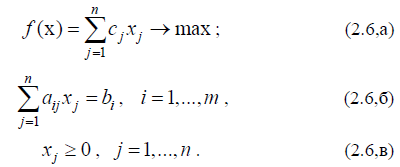 f(x) = ∑_{j=1}^{n} c_j x_j → max ; (2.6,а)
∑_{j=1}^{n} a_{ij} x_j = b_i , i = 1,...,m , (2.6,б)
x_j ≥ 0 , j = 1,...,n . (2.6,в)